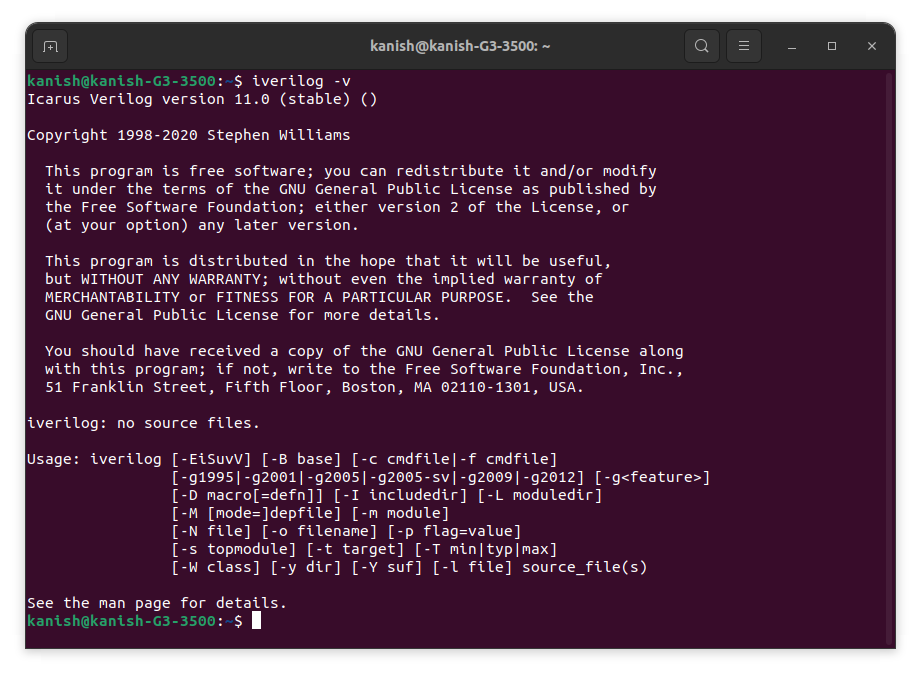 kanish@kanish-G3-3500: ~
kanish@kanish-G3-3500:~$ iverilog -v
Icarus Verilog version 11.0 (stable) ()
Copyright 1998-2020 Stephen Williams
  This program is free software; you can redistribute it and/or modify
  it under the terms of the GNU General Public License as published by
  the Free Software Foundation; either version 2 of the License, or
  (at your option) any later version.
  This program is distributed in the hope that it will be useful,
  but WITHOUT ANY WARRANTY; without even the implied warranty of
  MERCHANTABILITY or FITNESS FOR A PARTICULAR PURPOSE.  See the
  GNU General Public License for more details.
  You should have received a copy of the GNU General Public License along
  with this program; if not, write to the Free Software Foundation, Inc.,
  51 Franklin Street, Fifth Floor, Boston, MA 02110-1301, USA.
iverilog: no source files.
Usage: iverilog [-EiSuvV] [-B base] [-c cmdfile|-f cmdfile]
                [-g1995|-g2001|-g2005|-g2005-sv|-g2009|-g2012] [-g<feature>]
                [-D macro[=defn]] [-I includedir] [-L moduledir]
                [-M [mode=]depfile] [-m module]
                [-N file] [-o filename] [-p flag=value]
                [-s topmodule] [-t target] [-T min|typ|max]
                [-W class] [-y dir] [-Y suf] [-l file] source_file(s)
See the man page for details.
kanish@kanish-G3-3500:~$